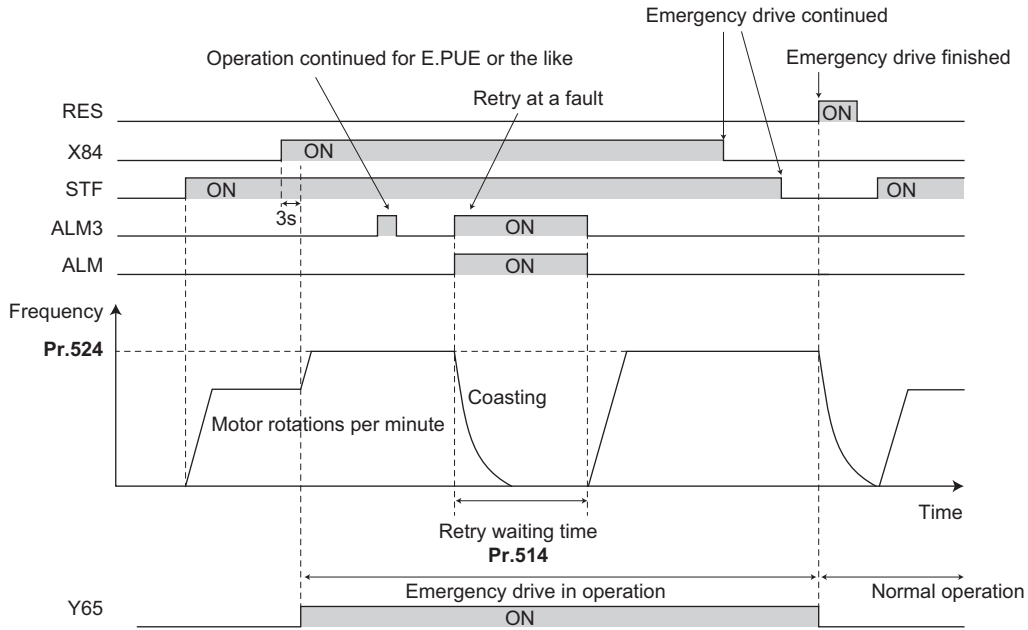 Emergency drive continued
Operation continued for E.PUE or the like
Emergency drive finished
Retry at a fault
RES
ON
X84
ON
STF
ON
ON
3s
ALM3
ON
ALM
ON
Frequency
Pr.524
Coasting
Motor rotations per minute
Time
Retry waiting time
Pr.514
Emergency drive in operation
Normal operation
Y65
ON